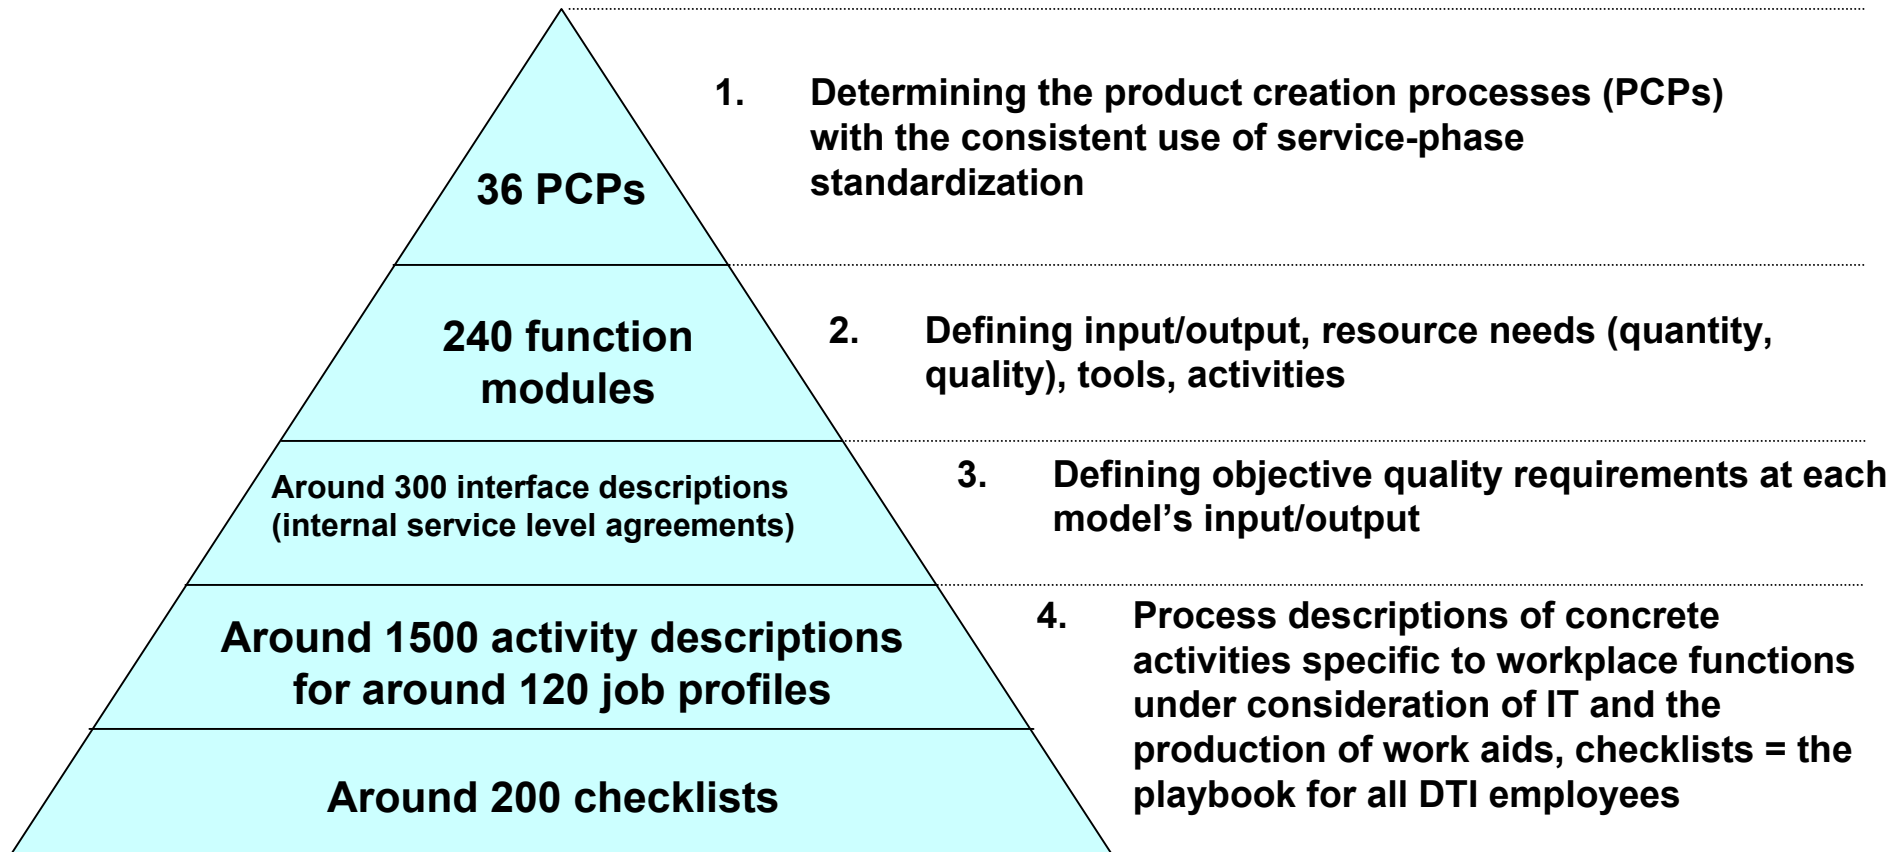 1. Determining the product creation processes (PCPs)
with the consistent use of service-phase
standardization
36 PCPs
240 function
modules
2. Defining input/output, resource needs (quantity,
quality), tools, activities
Around 300 interface descriptions
(internal service level agreements)
3. Defining objective quality requirements at each
model’s input/output
Around 1500 activity descriptions
for around 120 job profiles
4. Process descriptions of concrete
activities specific to workplace functions
under consideration of IT and the
production of work aids, checklists = the
playbook for all DTI employees
Around 200 checklists